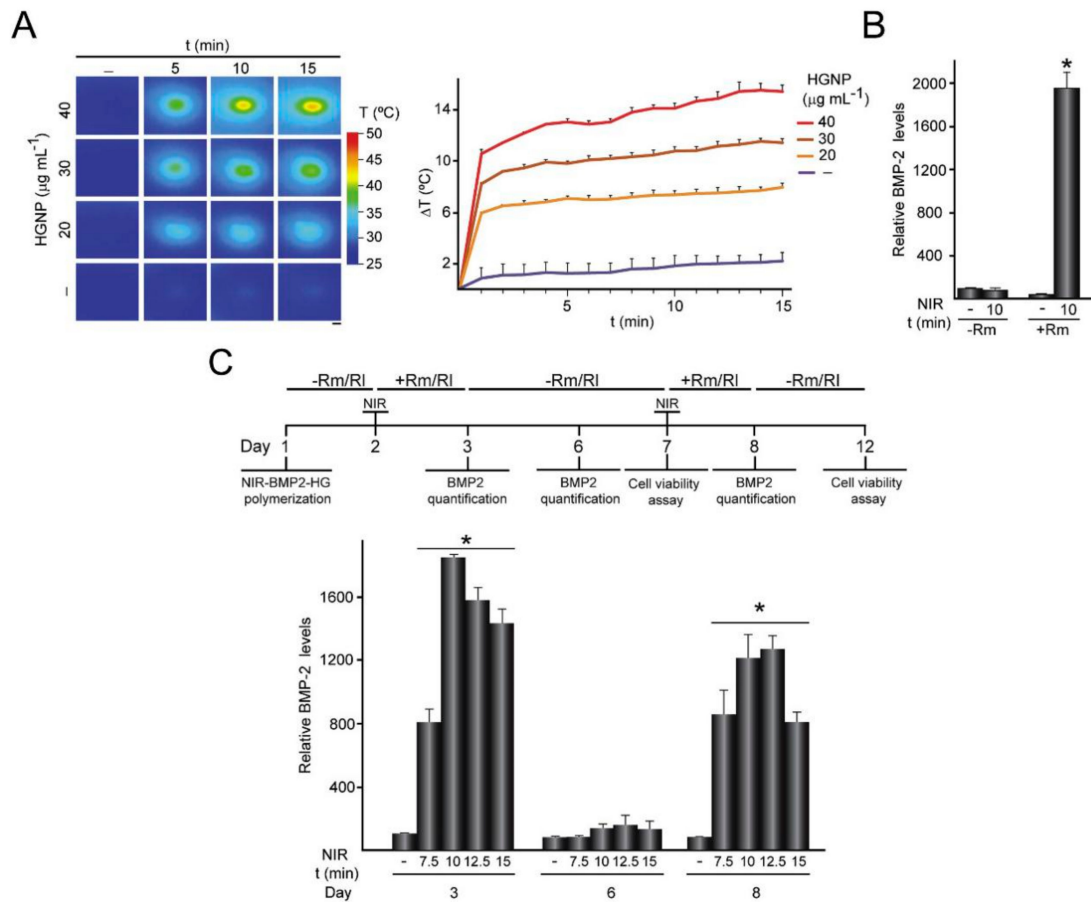 A
t (min)
– 5 10 15
HGNP (µg mL-1)
40
30
20
–
T (ºC)
50
45
40
35
30
25
ΔT (ºC)
14
10
6
2
5 10 15
t (min)
HGNP
(µg mL-1)
40
30
20
–
B
Relative BMP-2 levels
2000
1600
1200
800
400
*
NIR - 10 - 10
t (min) -Rm +Rm
C
-Rm/Rl +Rm/Rl -Rm/Rl +Rm/Rl -Rm/Rl
NIR NIR
Day 1 2 3 6 7 8 12
NIR-BMP2-HG
polymerization
BMP2
quantification
BMP2
quantification
Cell viability
assay
BMP2
quantification
Cell viability
assay
Relative BMP-2 levels
1600
1200
800
400
*
*
NIR - 7.5 10 12.5 15 - 7.5 10 12.5 15 - 7.5 10 12.5 15
t (min)
Day 3 6 8